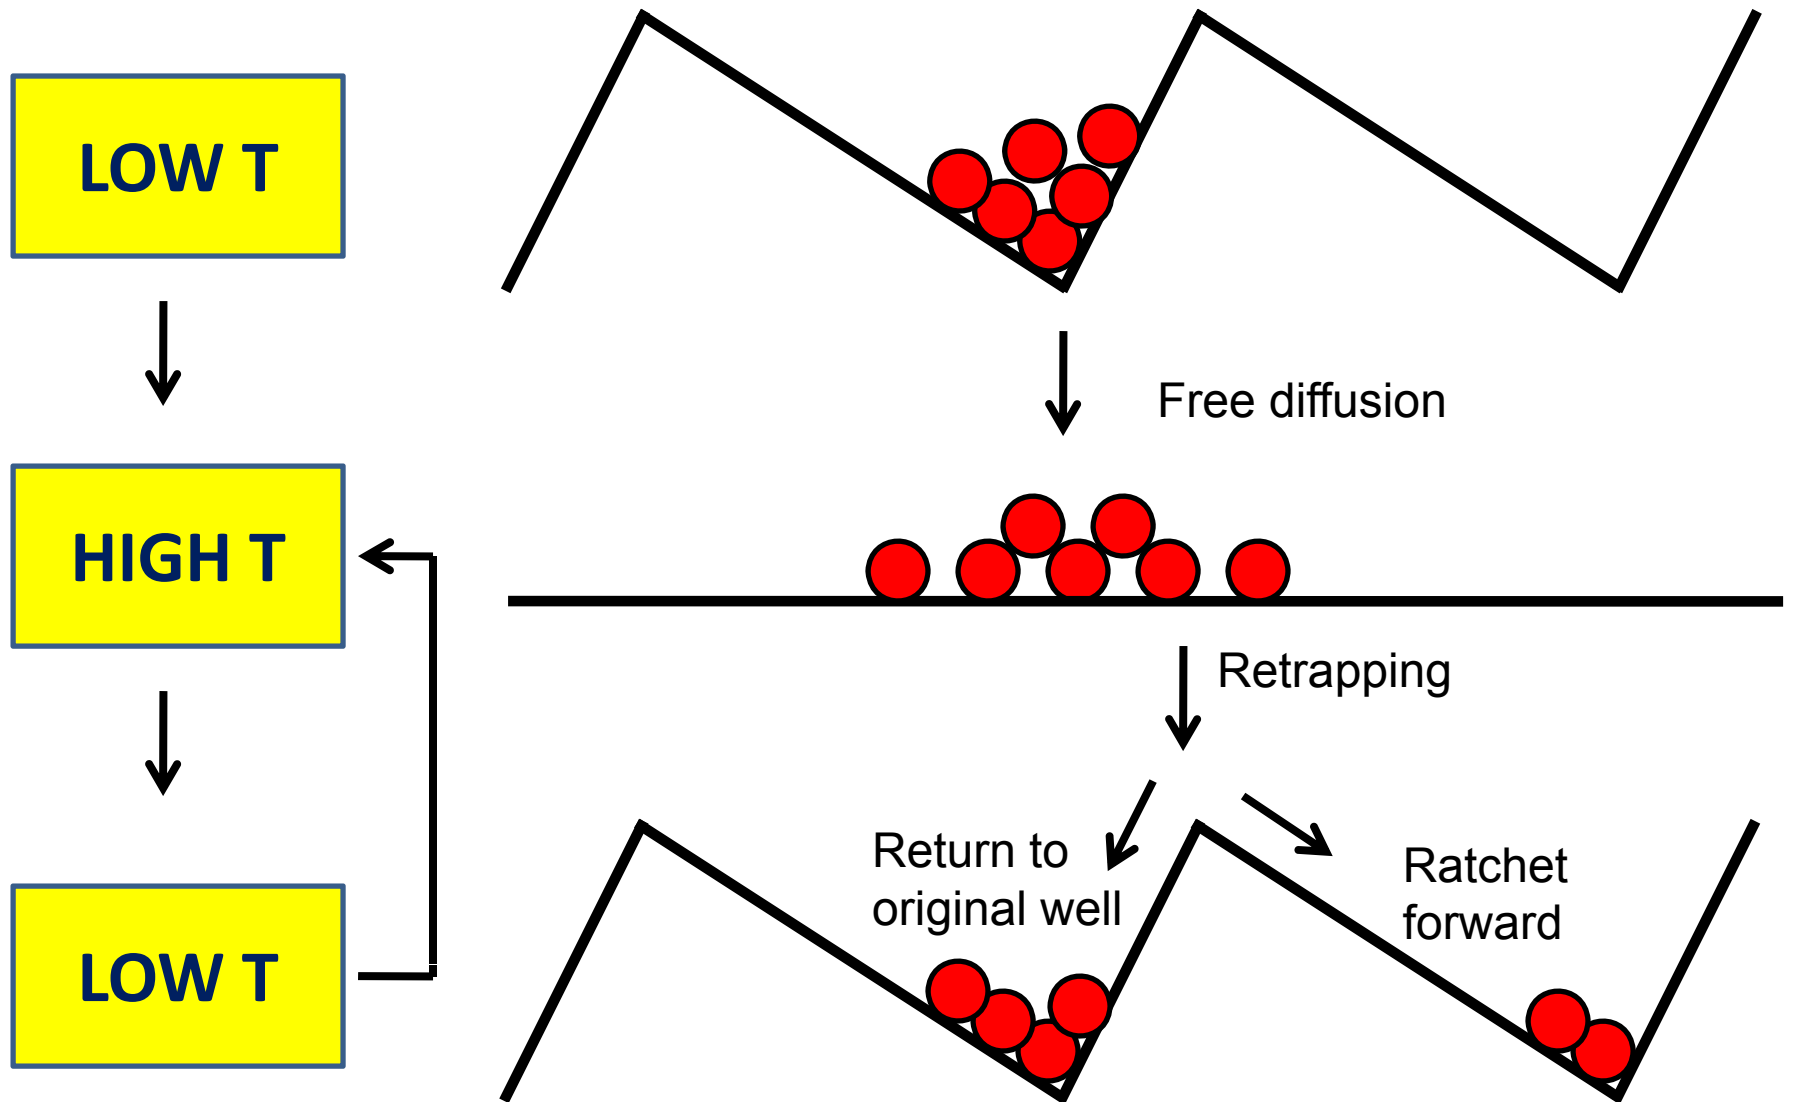 LOW T
Free diffusion
HIGH T
Retrapping
Return to
original well
Ratchet
forward
LOW T